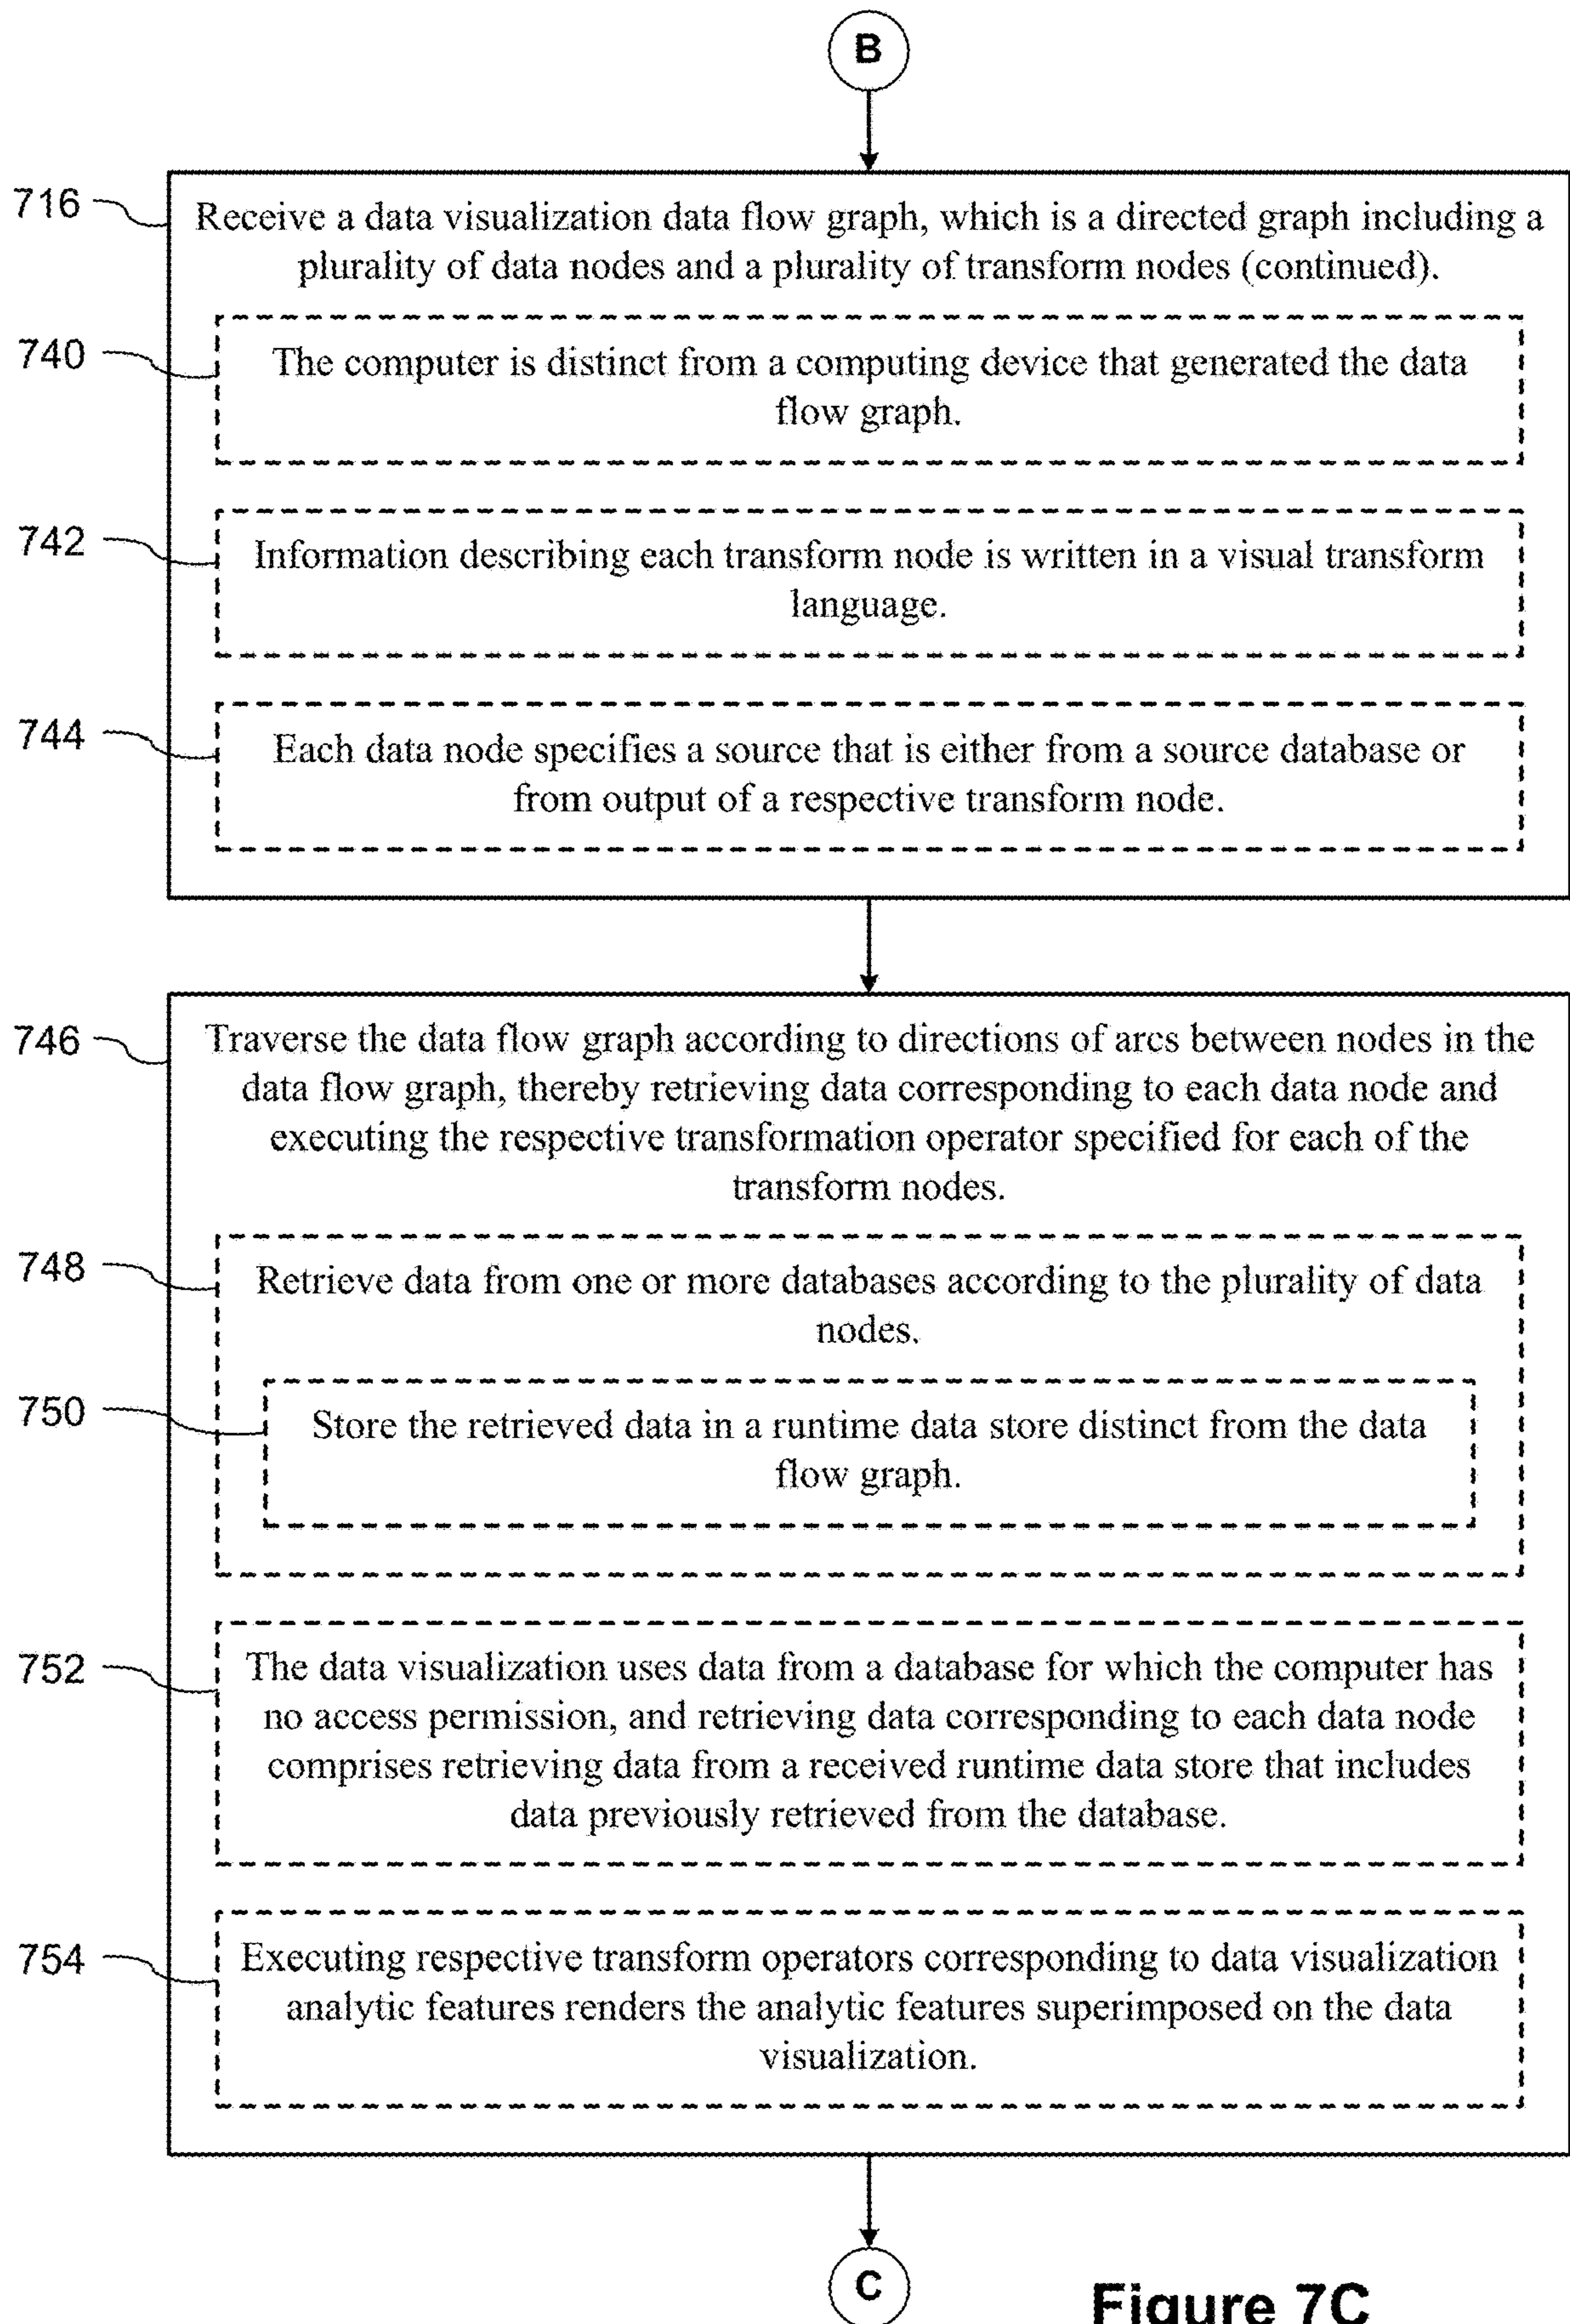 B
716
Receive a data visualization data flow graph, which is a directed graph including a
plurality of data nodes and a plurality of transform nodes (continued).
740
The computer is distinct from a computing device that generated the data
flow graph.
742
Information describing each transform node is written in a visual transform
language.
744
Each data node specifies a source that is either from a source database or
from output of a respective transform node.
746
Traverse the data flow graph according to directions of arcs between nodes in the
data flow graph, thereby retrieving data corresponding to each data node and
executing the respective transformation operator specified for each of the
transform nodes.
748
Retrieve data from one or more databases according to the plurality of data
nodes.
750
Store the retrieved data in a runtime data store distinct from the data
flow graph.
752
The data visualization uses data from a database for which the computer has
no access permission, and retrieving data corresponding to each data node
comprises retrieving data from a received runtime data store that includes
data previously retrieved from the database.
754
Executing respective transform operators corresponding to data visualization
analytic features renders the analytic features superimposed on the data
visualization.
C
Figure 7C